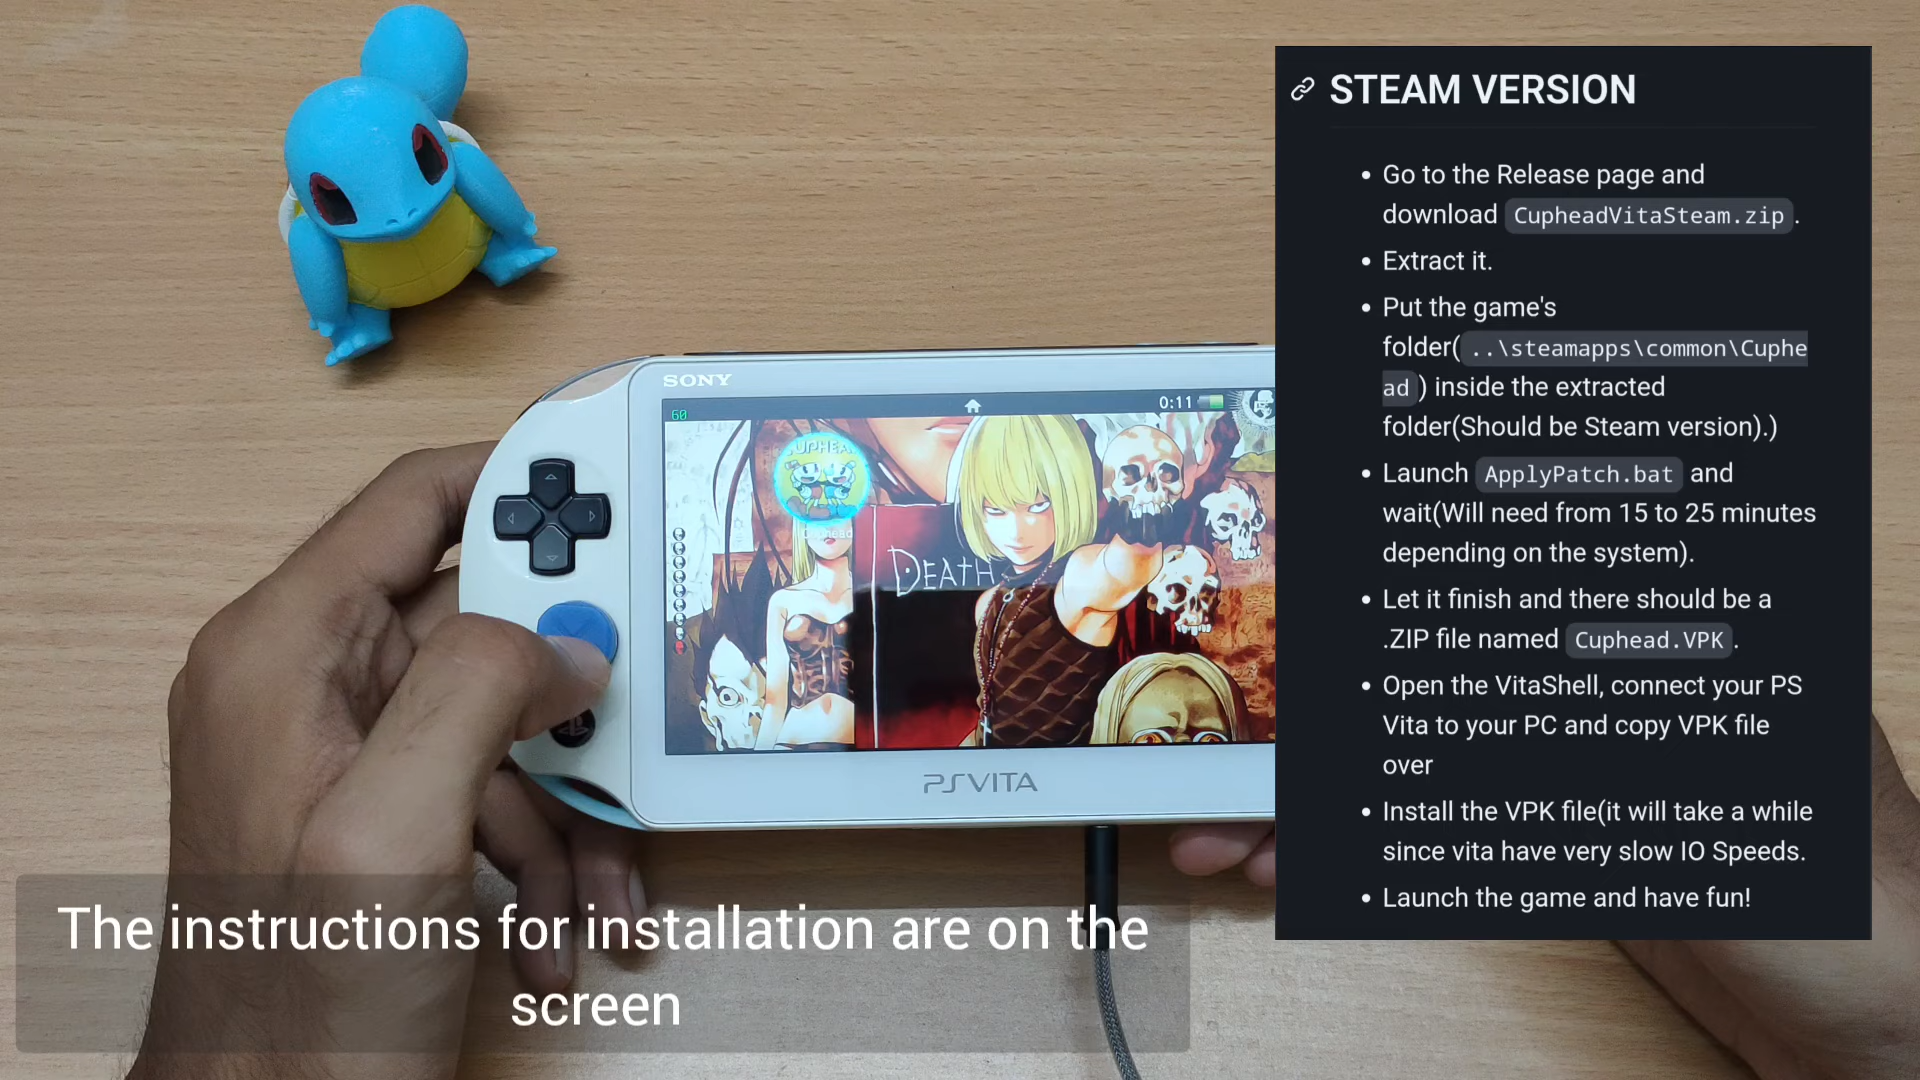 STEAM VERSION
Go to the Release page and
download CupheadVitaSteam.zip.
Extract it.
Put the game's
folder( ..\steamapps\common\Cuphe
ad ) inside the extracted
folder(Should be Steam version).)
Launch ApplyPatch.bat and
wait(Will need from 15 to 25 minutes
depending on the system).
Let it finish and there should be a
.ZIP file named Cuphead.VPK.
Open the VitaShell, connect your PS
Vita to your PC and copy VPK file
over
Install the VPK file(it will take a while
since vita have very slow IO Speeds.
Launch the game and have fun!
SONY
60
0:11
CUPHEAD
Cuphead
DEATH
PSVITA
The instructions for installation are on the
screen